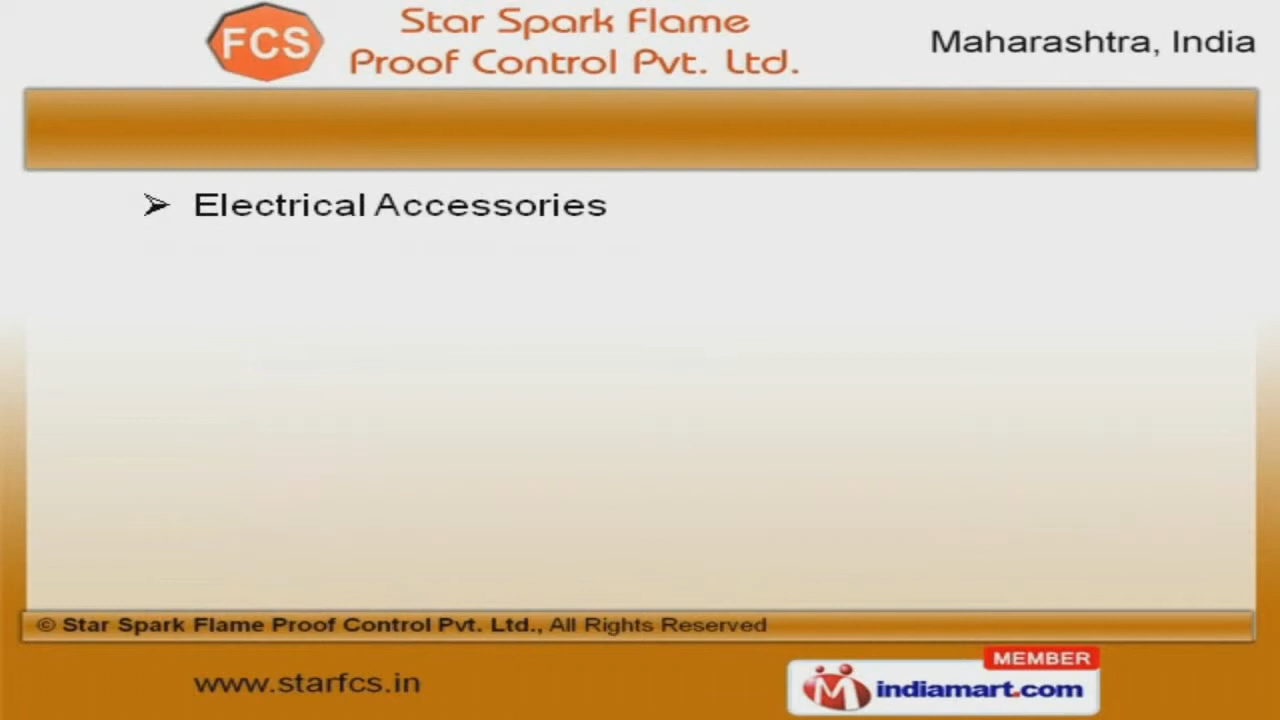 FCS
Star Spark Flame
Proof Control Pvt. Ltd.
Maharashtra, India
➢ Electrical Accessories
© Star Spark Flame Proof Control Pvt. Ltd., All Rights Reserved
www.starfcs.in
MEMBER
indiamart.com